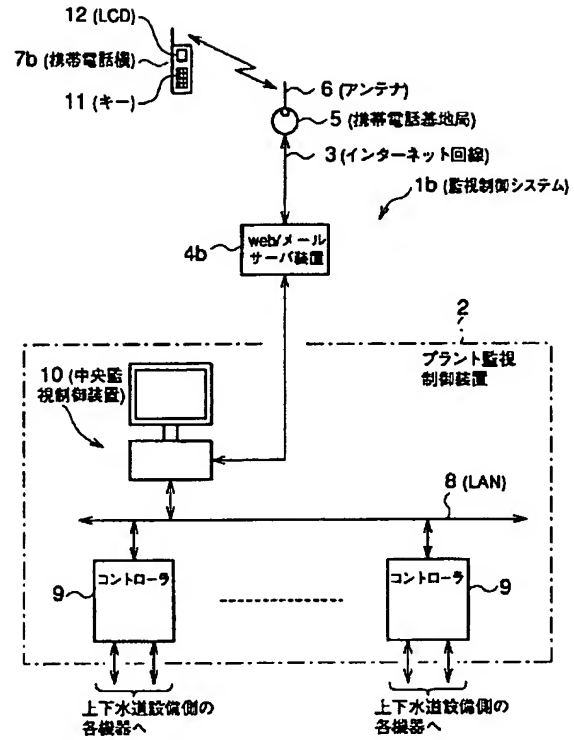 12 (LCD)
7b (携帯電話機)
11 (キー)
6 (アンテナ)
5 (携帯電話基地局)
3 (インターネット回線)
1b (監視制御システム)
web/メール
サーバ装置
4b
2
プラント監視
制御装置
10 (中央監
視制御装置)
8 (LAN)
コントローラ
9
コントローラ
9
上下水道設備側の
各機器へ
上下水道設備側の
各機器へ